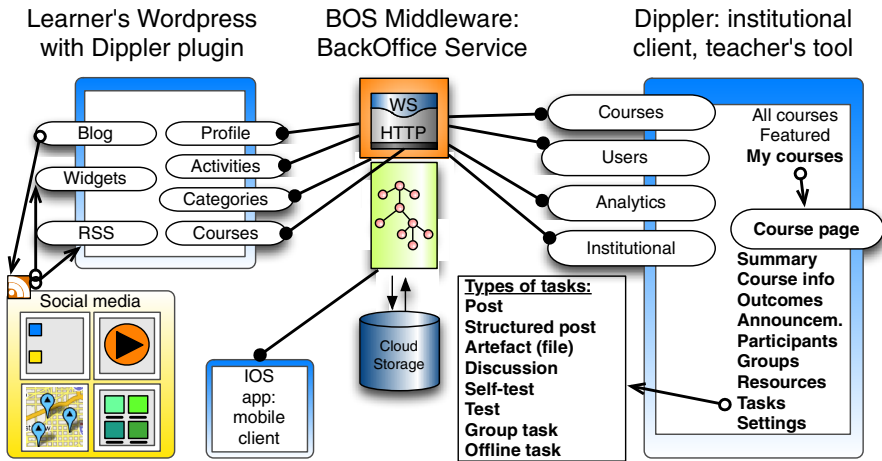 Learner's Wordpress
with Dippler plugin
BOS Middleware:
BackOffice Service
Dippler: institutional
client, teacher's tool
Blog
Widgets
RSS
Profile
Activities
Categories
Courses
WS
HTTP
Courses
Users
Analytics
Institutional
All courses
Featured
My courses
Course page
Summary
Course info
Outcomes
Announcem.
Participants
Groups
Resources
Tasks
Settings
Types of tasks:
Post
Structured post
Artefact (file)
Discussion
Self-test
Test
Group task
Offline task
Cloud
Storage
IOS
app:
mobile
client
Social media